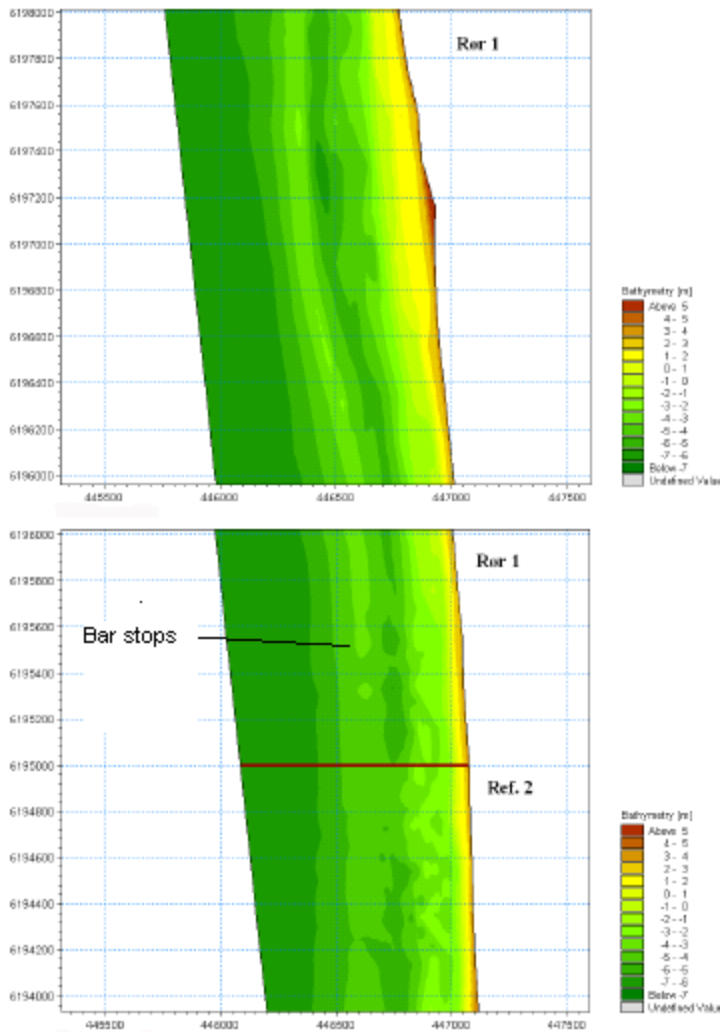 6198000
6197800
6197600
6197400
6197200
6197000
6196800
6196600
6196400
6196200
6196000
445500 446000 446500 447000 447500
Rør 1
Bathymetry [m]
Above 5
4 - 5
3 - 4
2 - 3
1 - 2
0 - 1
-1 - 0
-2 - -1
-3 - -2
-4 - -3
-5 - -4
-6 - -5
-7 - -6
Below -7
Undefined Value
6196000
6195800
6195600
6195400
6195200
6195000
6194800
6194600
6194400
6194200
6194000
445500 446000 446500 447000 447500
Rør 1
Bar stops
Ref. 2
Bathymetry [m]
Above 5
4 - 5
3 - 4
2 - 3
1 - 2
0 - 1
-1 - 0
-2 - -1
-3 - -2
-4 - -3
-5 - -4
-6 - -5
-7 - -6
Below -7
Undefined Value